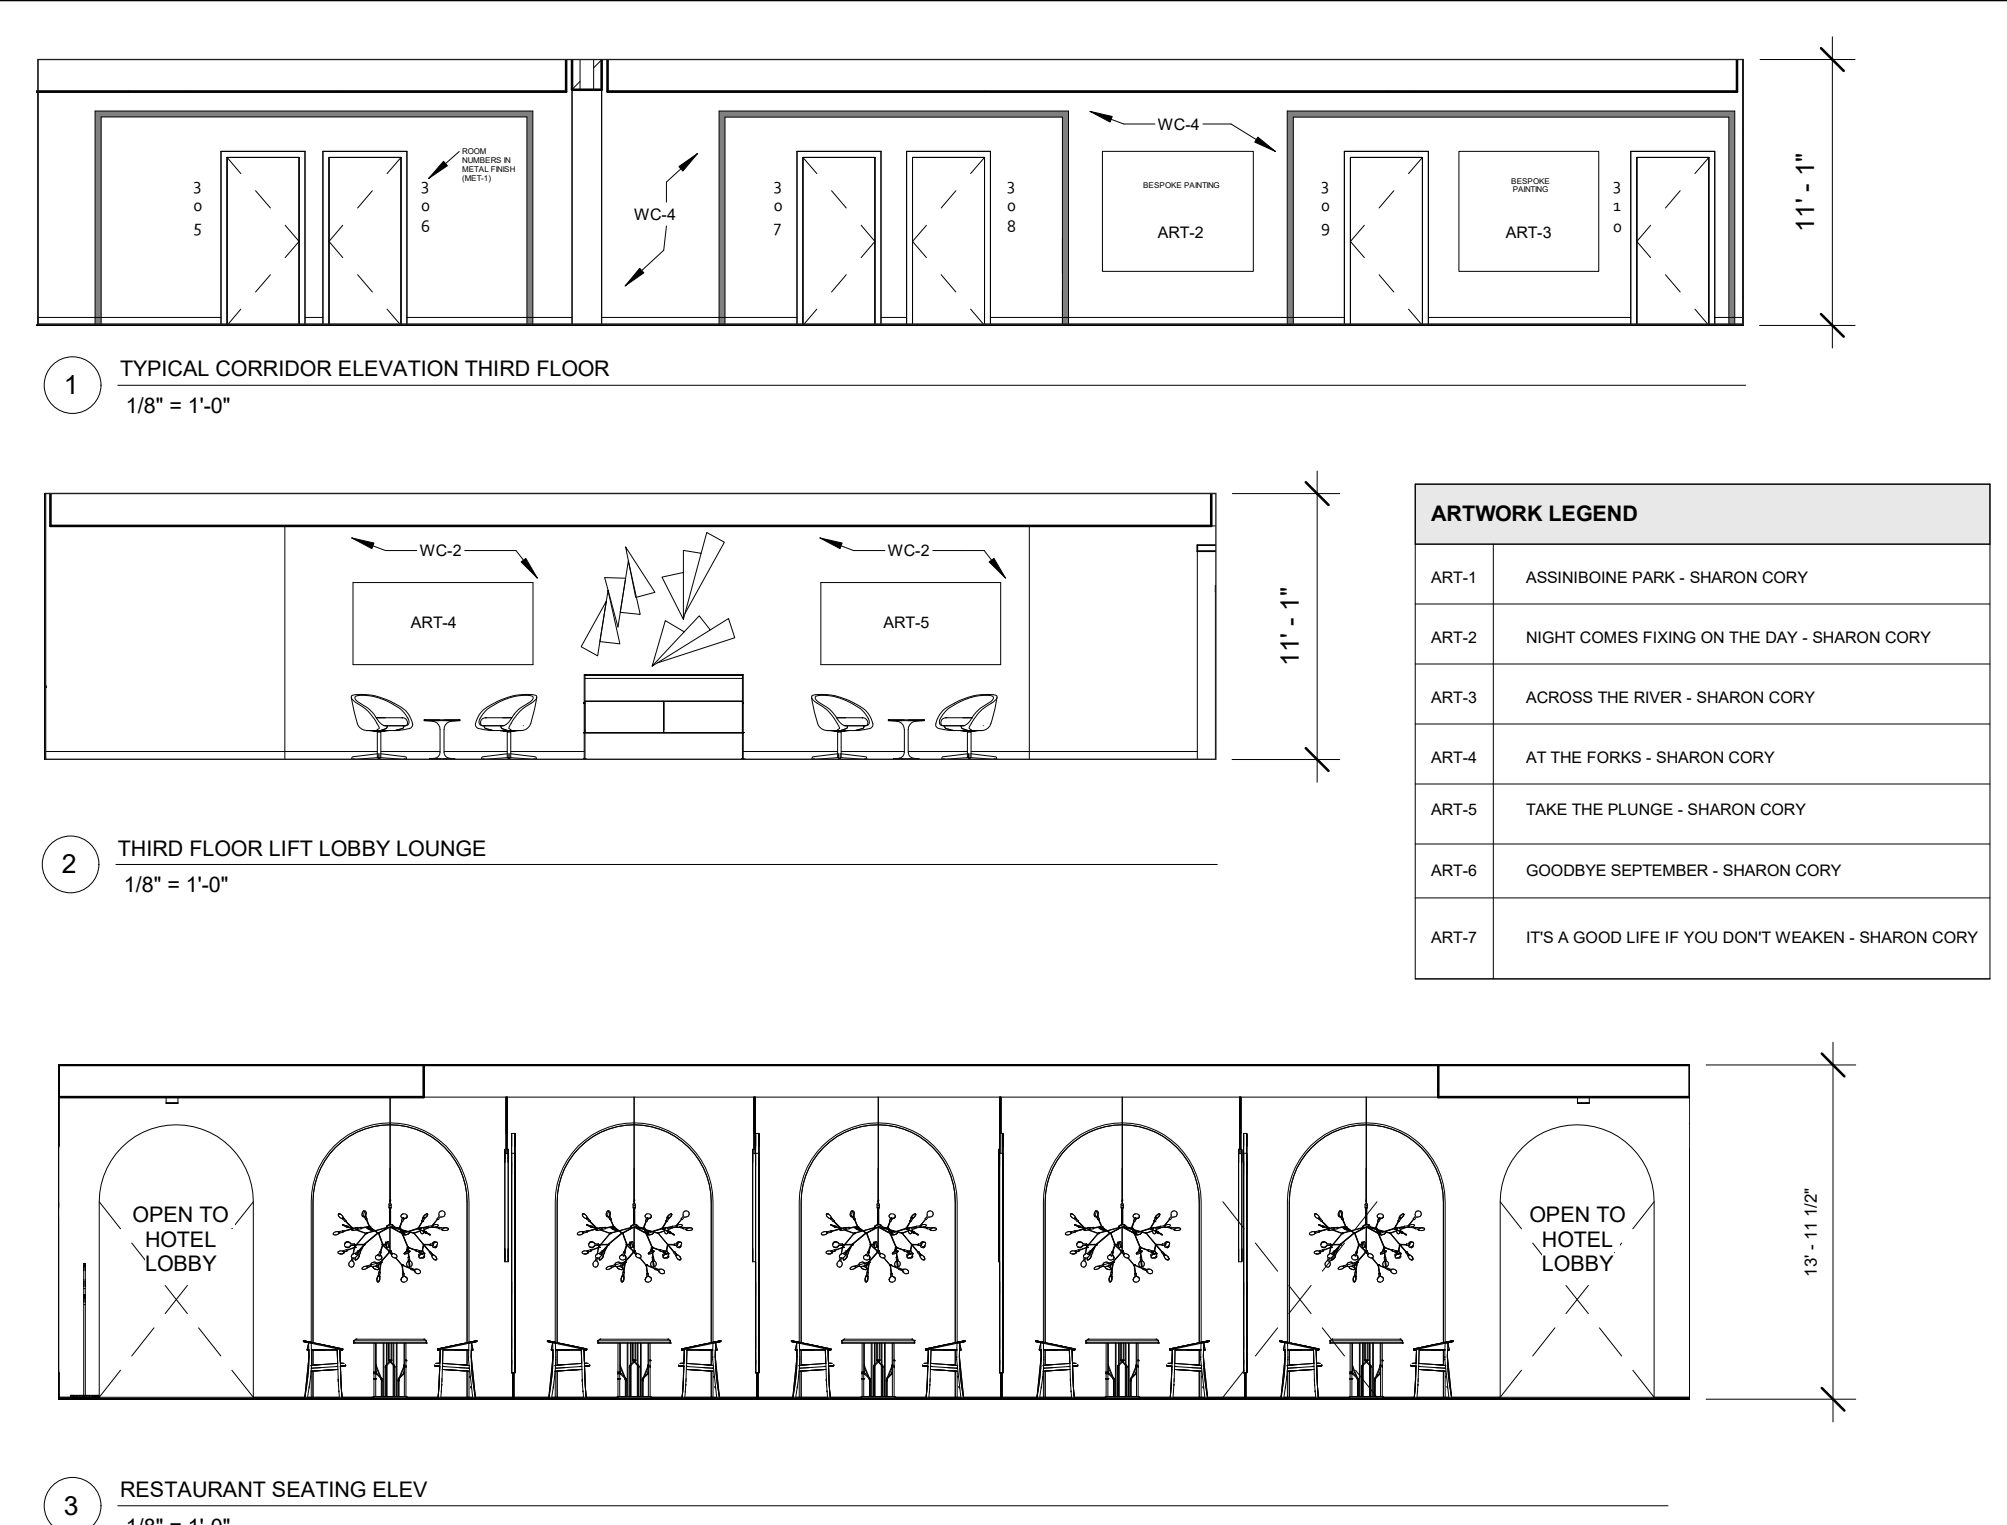 WC-4
ROOM
NUMBERS IN
METAL FINISH
(MET-1)
3
0
5
3
0
6
WC-4
3
0
7
3
0
8
BESPOKE PAINTING
ART-2
3
0
9
BESPOKE
PAINTING
ART-3
3
1
0
11' - 1"
1
TYPICAL CORRIDOR ELEVATION THIRD FLOOR
1/8" = 1'-0"
WC-2
WC-2
ART-4
ART-5
11' - 1"
2
THIRD FLOOR LIFT LOBBY LOUNGE
1/8" = 1'-0"
ARTWORK LEGEND
ART-1 ASSINIBOINE PARK - SHARON CORY
ART-2 NIGHT COMES FIXING ON THE DAY - SHARON CORY
ART-3 ACROSS THE RIVER - SHARON CORY
ART-4 AT THE FORKS - SHARON CORY
ART-5 TAKE THE PLUNGE - SHARON CORY
ART-6 GOODBYE SEPTEMBER - SHARON CORY
ART-7 IT'S A GOOD LIFE IF YOU DON'T WEAKEN - SHARON CORY
OPEN TO
HOTEL
LOBBY
OPEN TO
HOTEL
LOBBY
13' - 11 1/2"
3
RESTAURANT SEATING ELEV
1/8" = 1'-0"